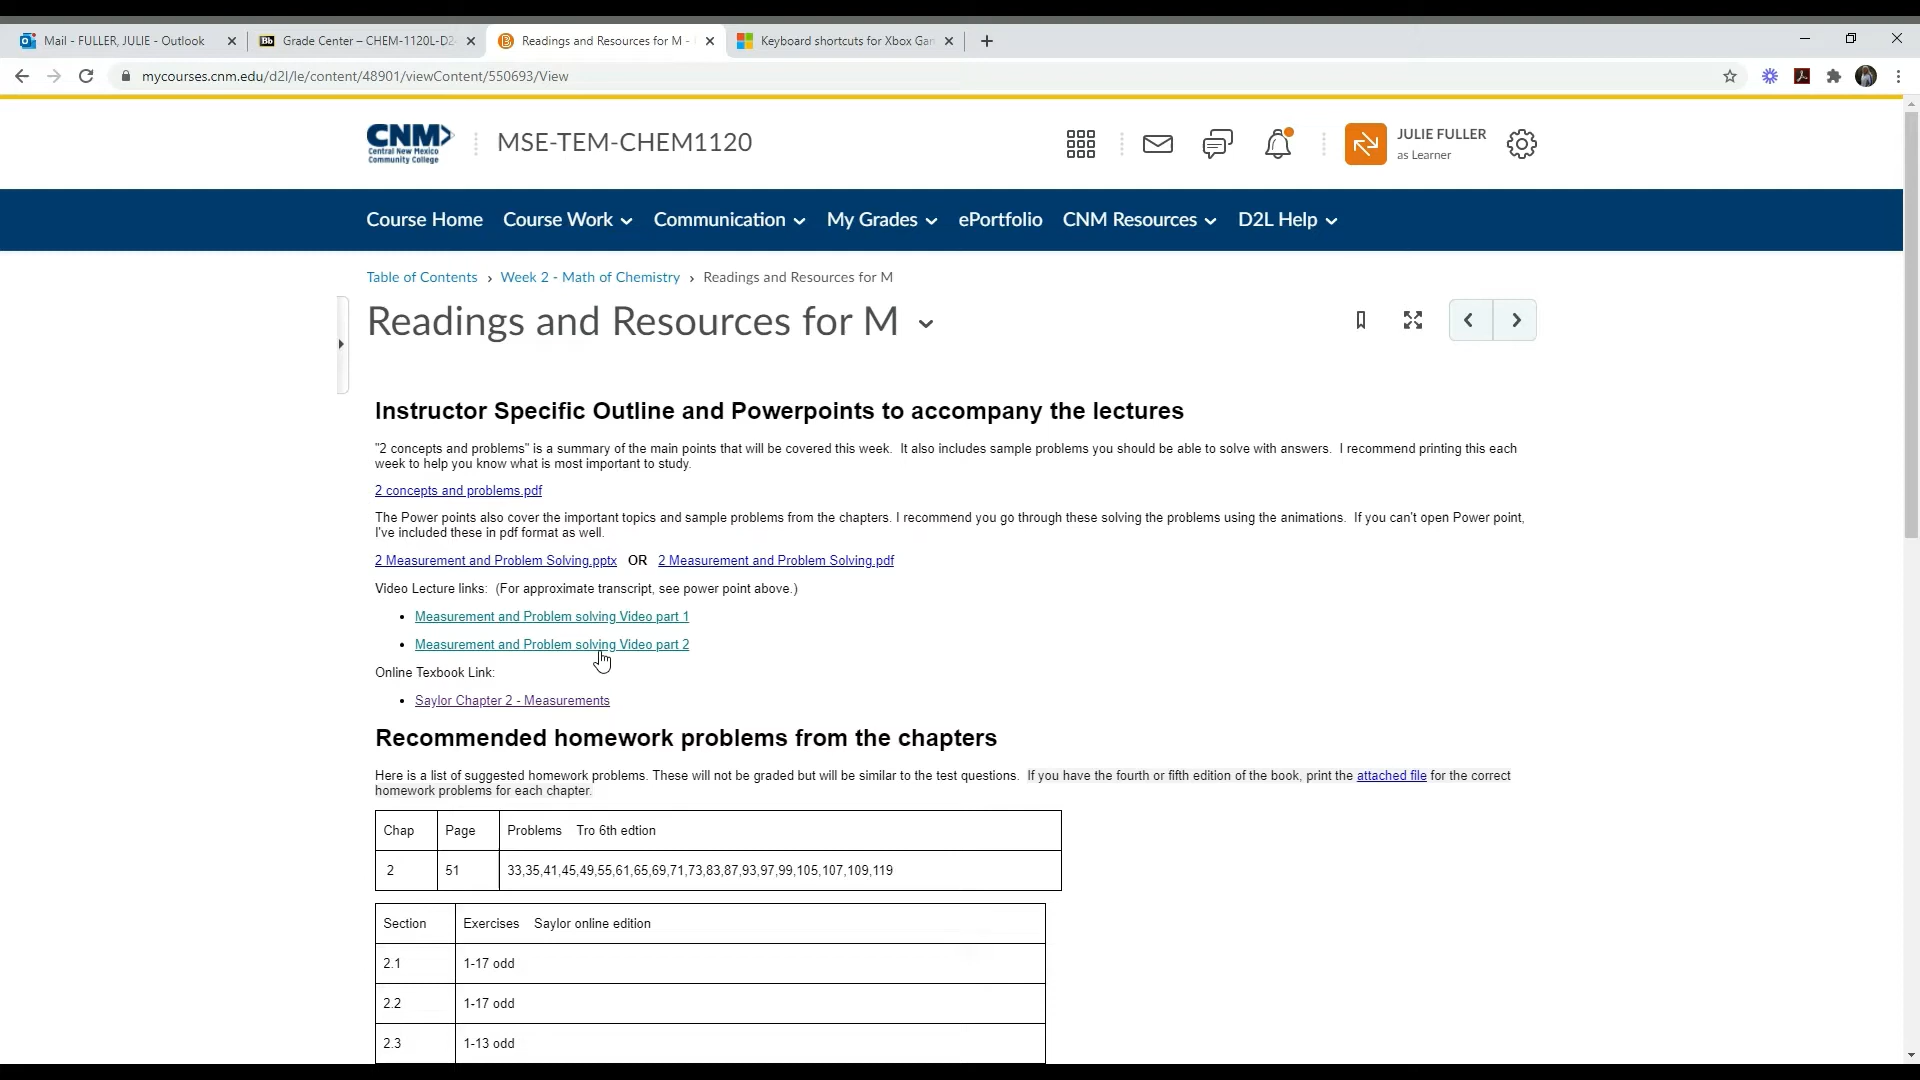 Mail - FULLER, JULIE - Outlook
Grade Center – CHEM-1120L-D2
Readings and Resources for M -
Keyboard shortcuts for Xbox Gam
mycourses.cnm.edu/d2l/le/content/48901/viewContent/550693/View
CNM
Central New Mexico
Community College
MSE-TEM-CHEM1120
JULIE FULLER
as Learner
Course Home Course Work Communication My Grades ePortfolio CNM Resources D2L Help
Table of Contents › Week 2 - Math of Chemistry › Readings and Resources for M
Readings and Resources for M
Instructor Specific Outline and Powerpoints to accompany the lectures
"2 concepts and problems" is a summary of the main points that will be covered this week. It also includes sample problems you should be able to solve with answers. I recommend printing this each
week to help you know what is most important to study.
2 concepts and problems.pdf
The Power points also cover the important topics and sample problems from the chapters. I recommend you go through these solving the problems using the animations. If you can't open Power point,
I've included these in pdf format as well.
2 Measurement and Problem Solving.pptx OR 2 Measurement and Problem Solving.pdf
Video Lecture links: (For approximate transcript, see power point above.)
• Measurement and Problem solving Video part 1
• Measurement and Problem solving Video part 2
Online Texbook Link:
• Saylor Chapter 2 - Measurements
Recommended homework problems from the chapters
Here is a list of suggested homework problems. These will not be graded but will be similar to the test questions. If you have the fourth or fifth edition of the book, print the attached file for the correct
homework problems for each chapter.
Chap Page Problems Tro 6th edtion
2 51 33,35,41,45,49,55,61,65,69,71,73,83,87,93,97,99,105,107,109,119
Section Exercises Saylor online edition
2.1 1-17 odd
2.2 1-17 odd
2.3 1-13 odd